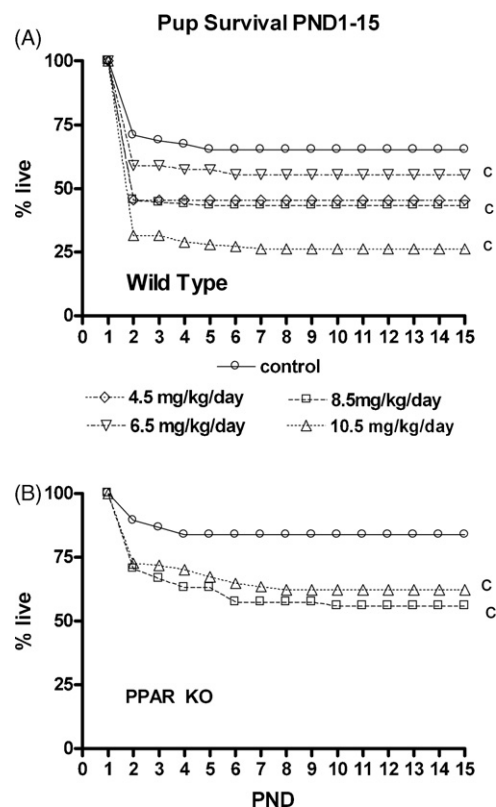 Pup Survival PND1-15
(A)
100
75
50
25
0
% live
c
c
c
Wild Type
1 2 3 4 5 6 7 8 9 10 11 12 13 14 15
control
4.5 mg/kg/day
8.5mg/kg/day
6.5 mg/kg/day
10.5 mg/kg/day
(B)
100
75
50
25
0
% live
c
c
PPAR KO
0 1 2 3 4 5 6 7 8 9 10 11 12 13 14 15
PND